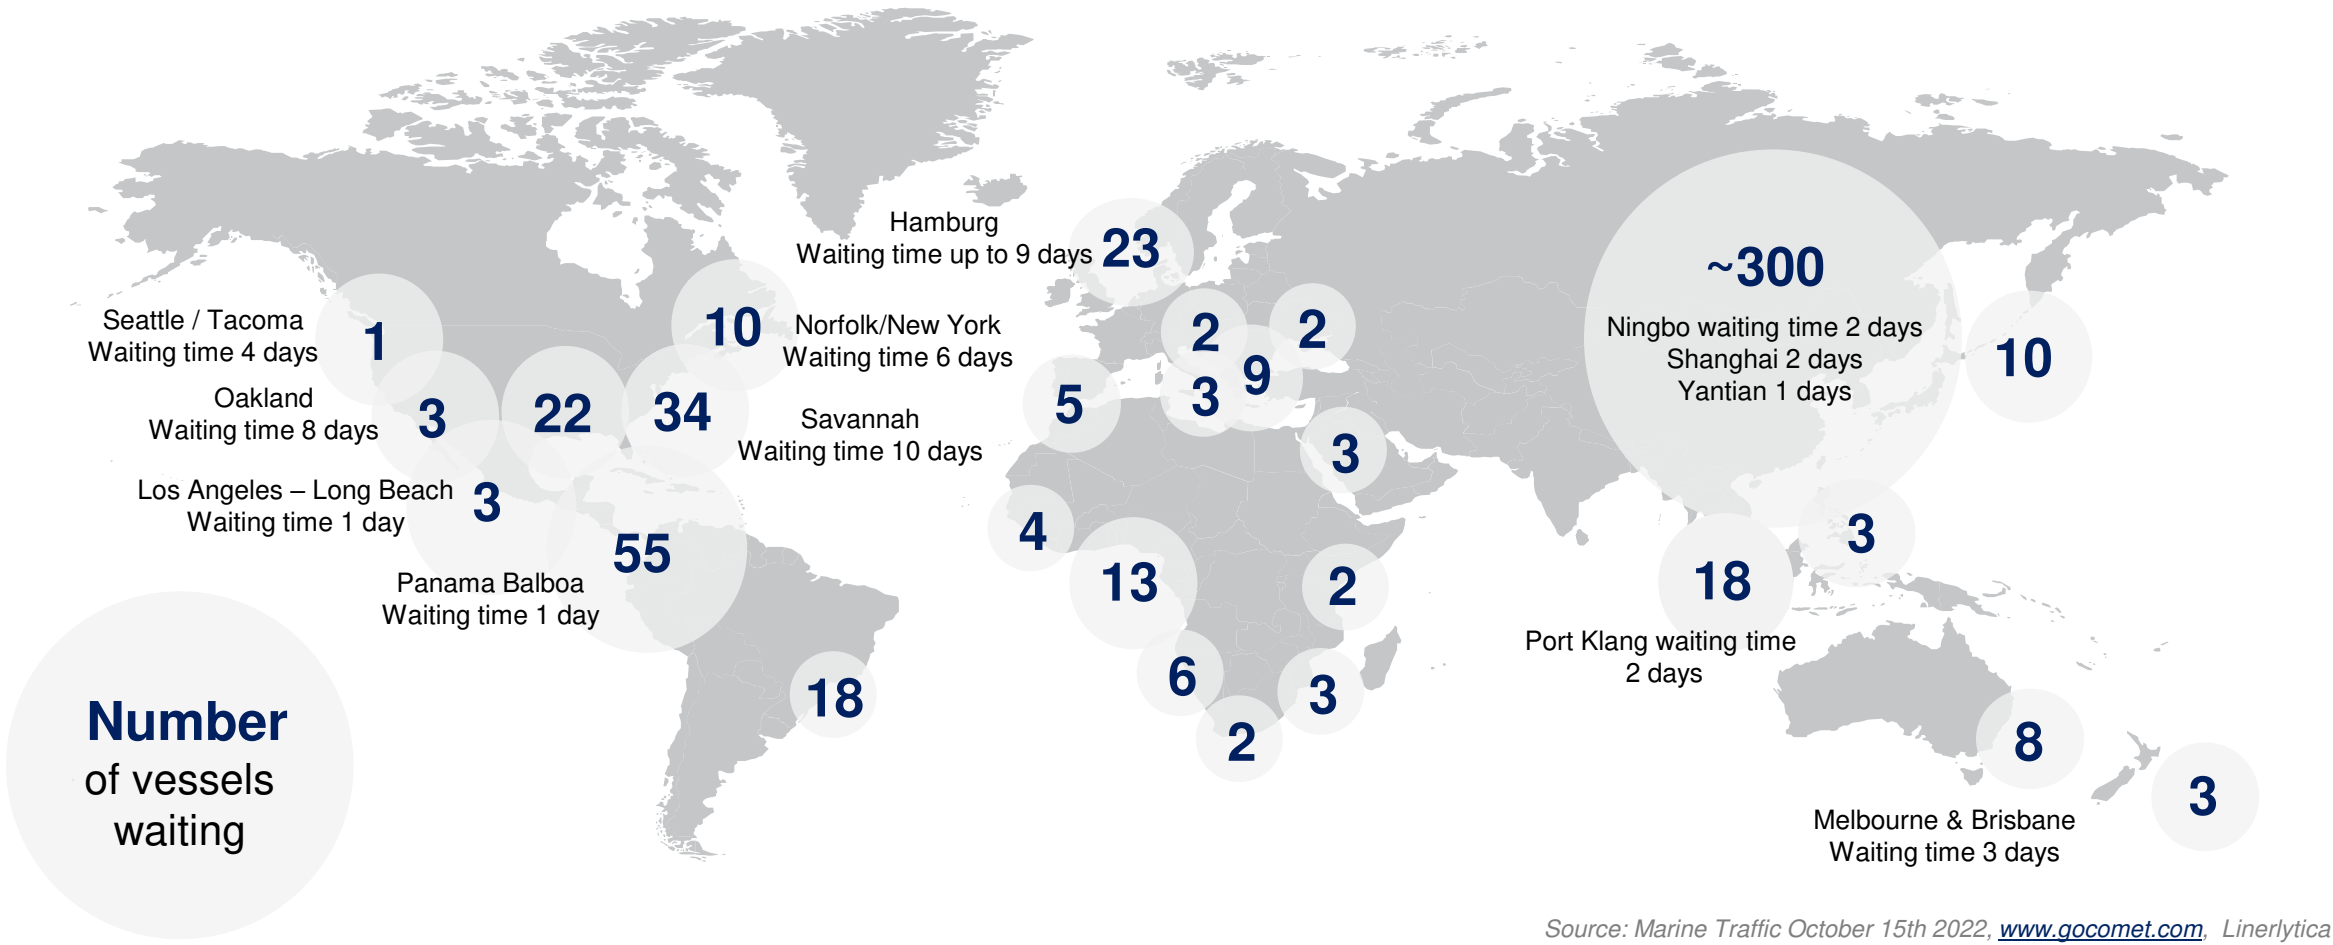 Hamburg
Waiting time up to 9 days
23
~300
Ningbo waiting time 2 days
Shanghai 2 days
Yantian 1 days
10
Seattle / Tacoma
Waiting time 4 days
1
10
Norfolk/New York
Waiting time 6 days
2
2
9
3
5
Oakland
Waiting time 8 days
3
22
34
Savannah
Waiting time 10 days
3
Los Angeles – Long Beach
Waiting time 1 day
3
55
Panama Balboa
Waiting time 1 day
4
13
2
6
3
2
18
18
3
Port Klang waiting time
2 days
8
3
Melbourne & Brisbane
Waiting time 3 days
Number
of vessels
waiting
Source: Marine Traffic October 15th 2022, www.gocomet.com, Linerlytica